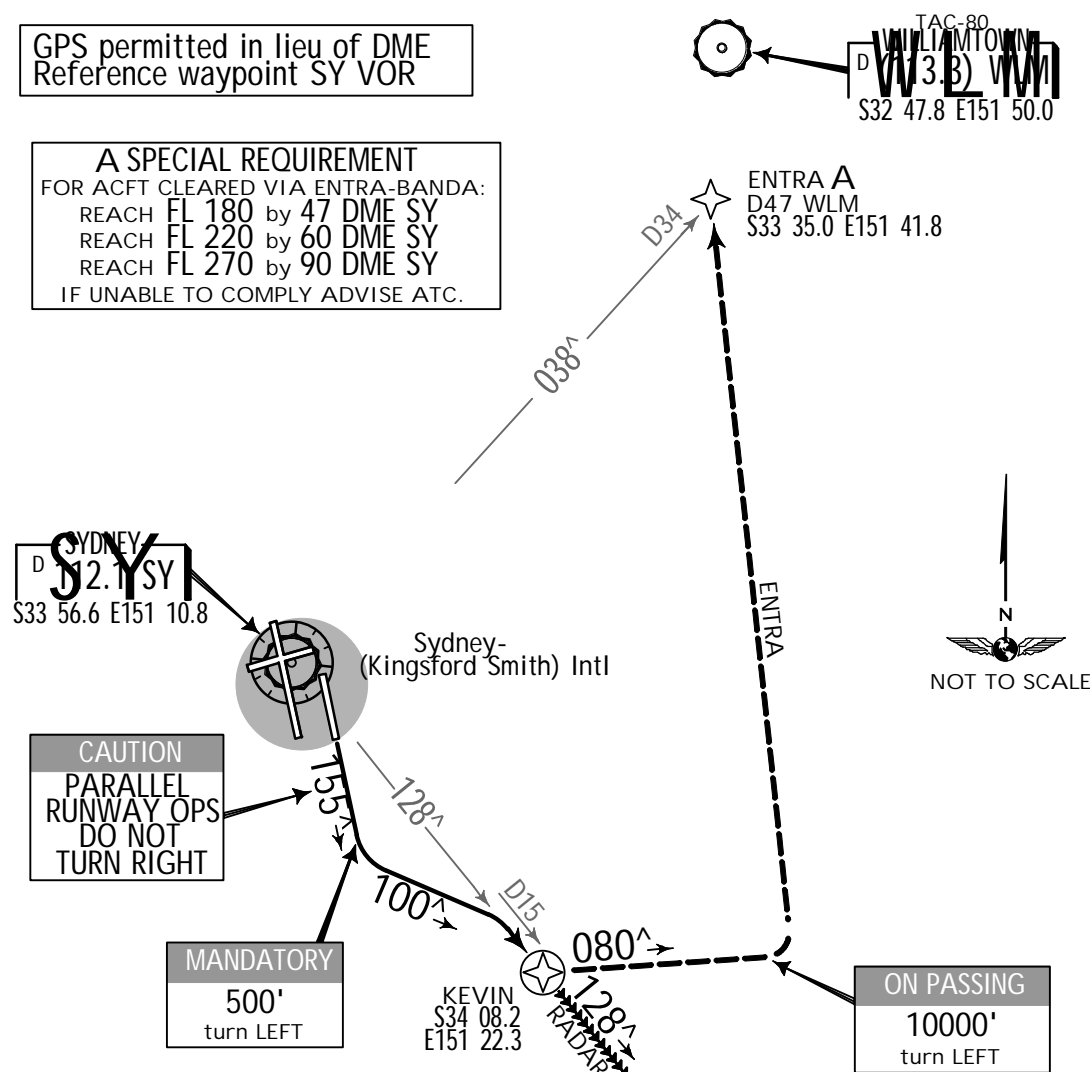 GPS permitted in lieu of DME
Reference waypoint SY VOR
TAC-80
WILLIAMTOWN
D (113.3) WLM
S32 47.8 E151 50.0
A SPECIAL REQUIREMENT
FOR ACFT CLEARED VIA ENTRA-BANDA:
REACH FL 180 by 47 DME SY
REACH FL 220 by 60 DME SY
REACH FL 270 by 90 DME SY
IF UNABLE TO COMPLY ADVISE ATC.
ENTRA A
D47 WLM
S33 35.0 E151 41.8
D34
038^
SYDNEY
D 112.1 SY
S33 56.6 E151 10.8
Sydney-
(Kingsford Smith) Intl
ENTRA
N
NOT TO SCALE
CAUTION
PARALLEL
RUNWAY OPS
DO NOT
TURN RIGHT
155^
128^
100^
D15
MANDATORY
500'
turn LEFT
080^
KEVIN
S34 08.2
E151 22.3
128^
RADAR
ON PASSING
10000'
turn LEFT